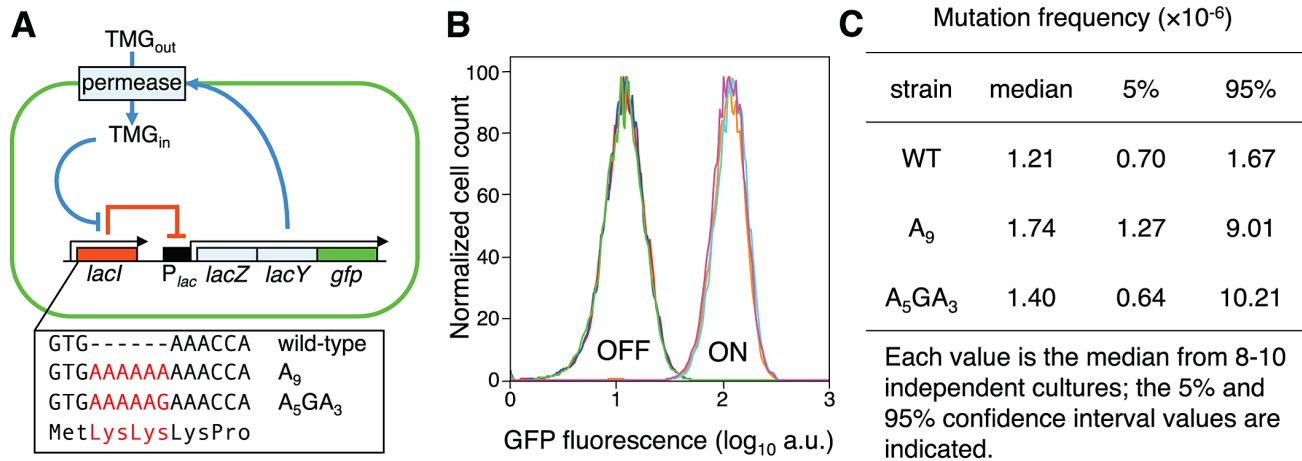 A
TMGout
permease
TMGin
lacI
Plac
lacZ
lacY
gfp
GTG------AAACCA wild-type
GTGAAAAAAAAACCA A9
GTGAAAAAGAAACCA A5GA3
MetLysLysLysPro
B
Normalized cell count
100
80
60
40
20
0
OFF
ON
0 1 2 3
GFP fluorescence (log10 a.u.)
C
Mutation frequency (×10-6)
strain median 5% 95%
WT 1.21 0.70 1.67
A9 1.74 1.27 9.01
A5GA3 1.40 0.64 10.21
Each value is the median from 8-10
independent cultures; the 5% and
95% confidence interval values are
indicated.